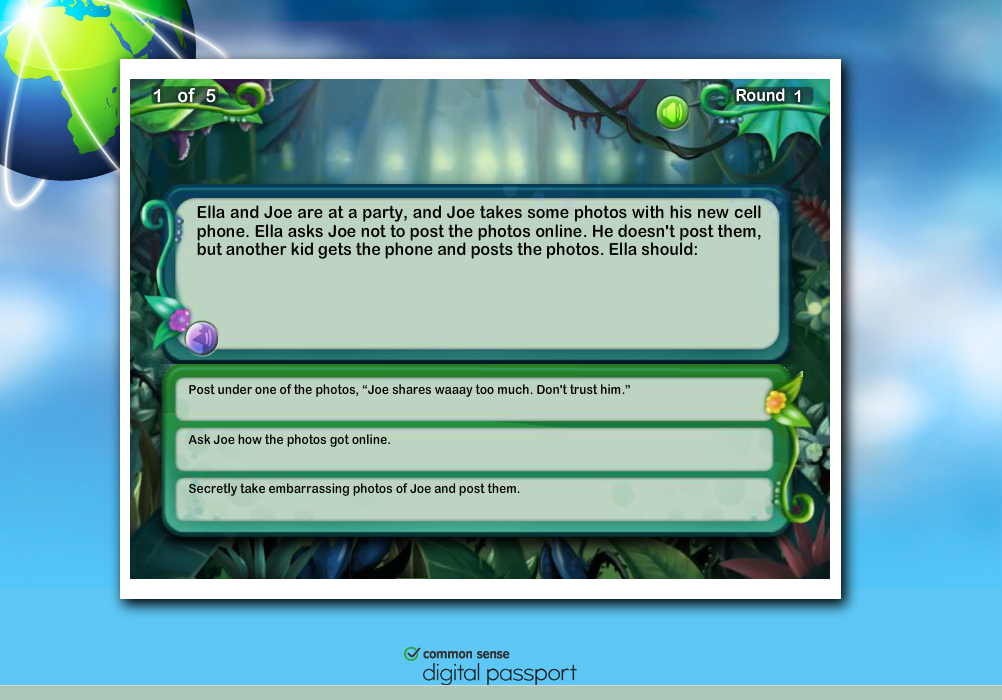 1 of 5
Round 1
Ella and Joe are at a party, and Joe takes some photos with his new cell
phone. Ella asks Joe not to post the photos online. He doesn't post them,
but another kid gets the phone and posts the photos. Ella should:
Post under one of the photos, “Joe shares waaay too much. Don't trust him.”
Ask Joe how the photos got online.
Secretly take embarrassing photos of Joe and post them.
common sense
digital passport